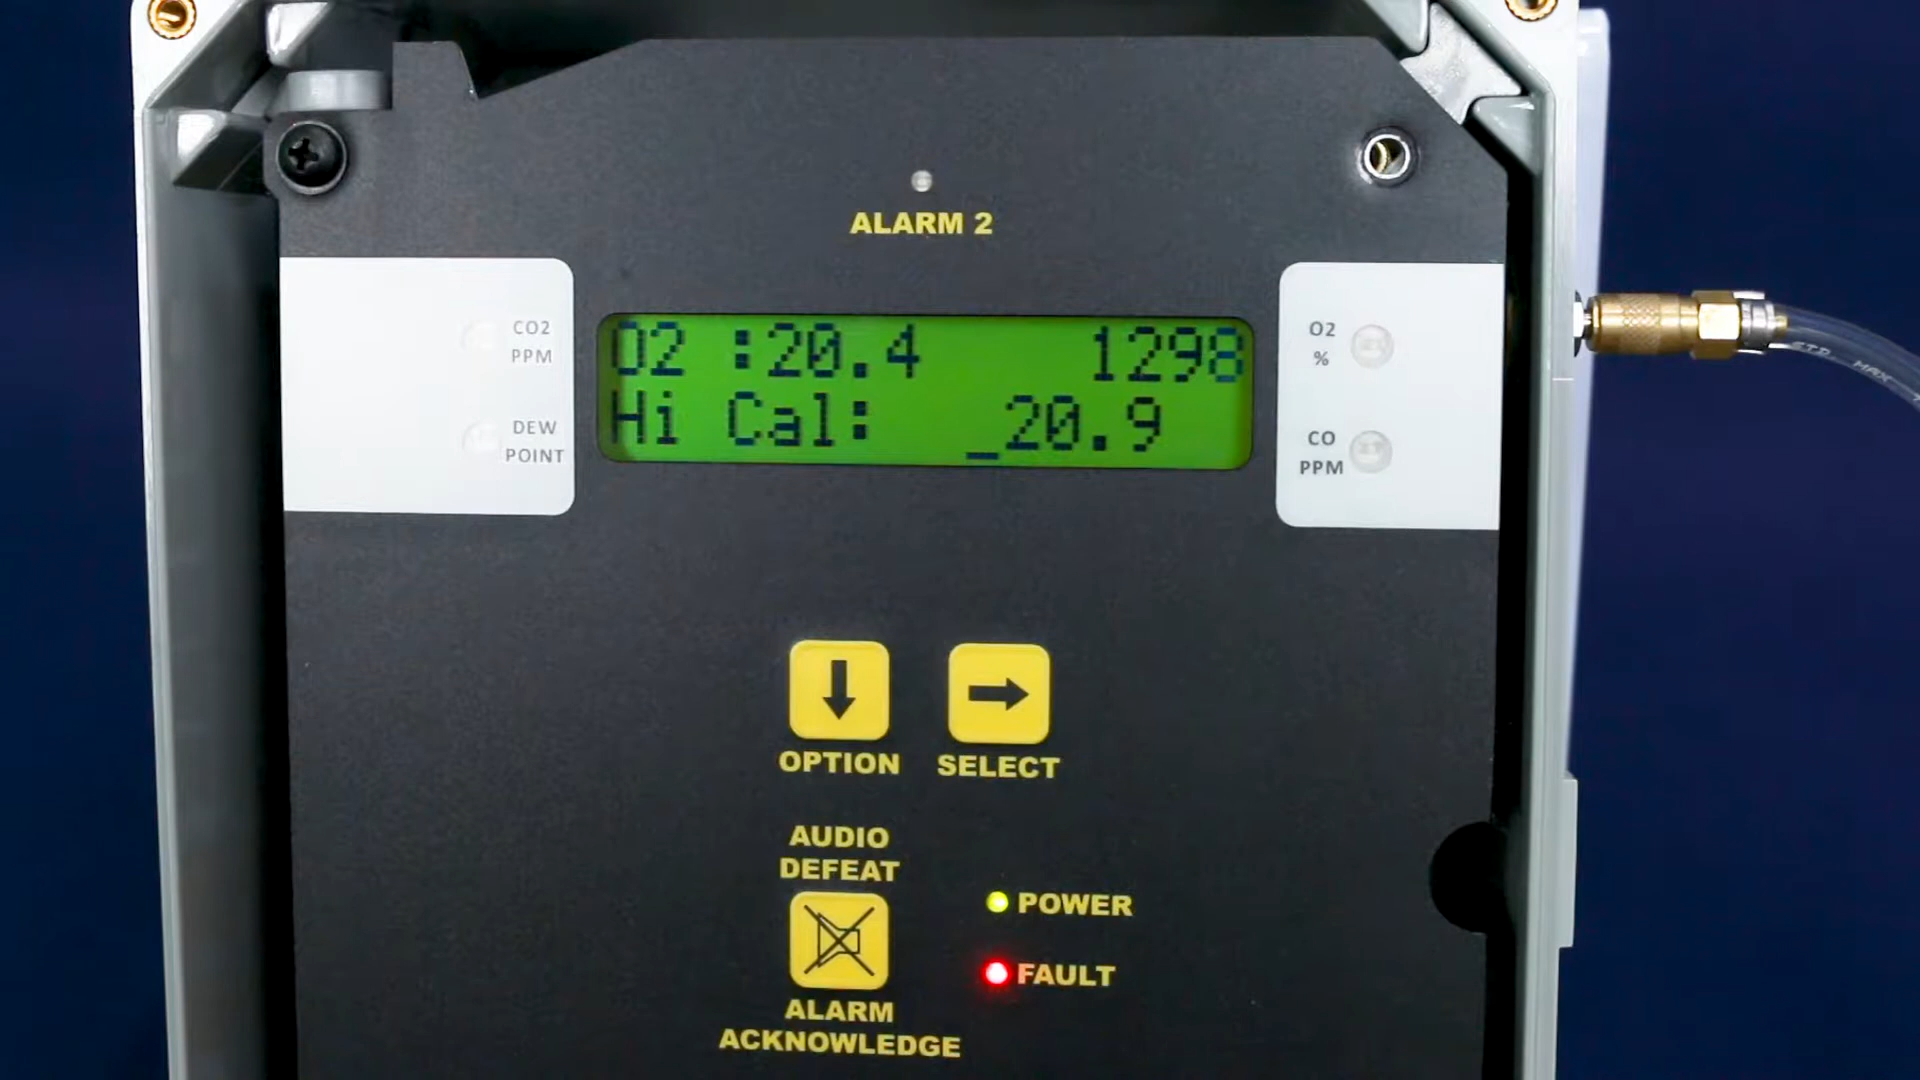 ALARM 2
CO2
PPM
DEW
POINT
O2 :20.4 1298
Hi Cal: _20.9
O2
%
CO
PPM
OPTION
SELECT
AUDIO
DEFEAT
POWER
FAULT
ALARM
ACKNOWLEDGE